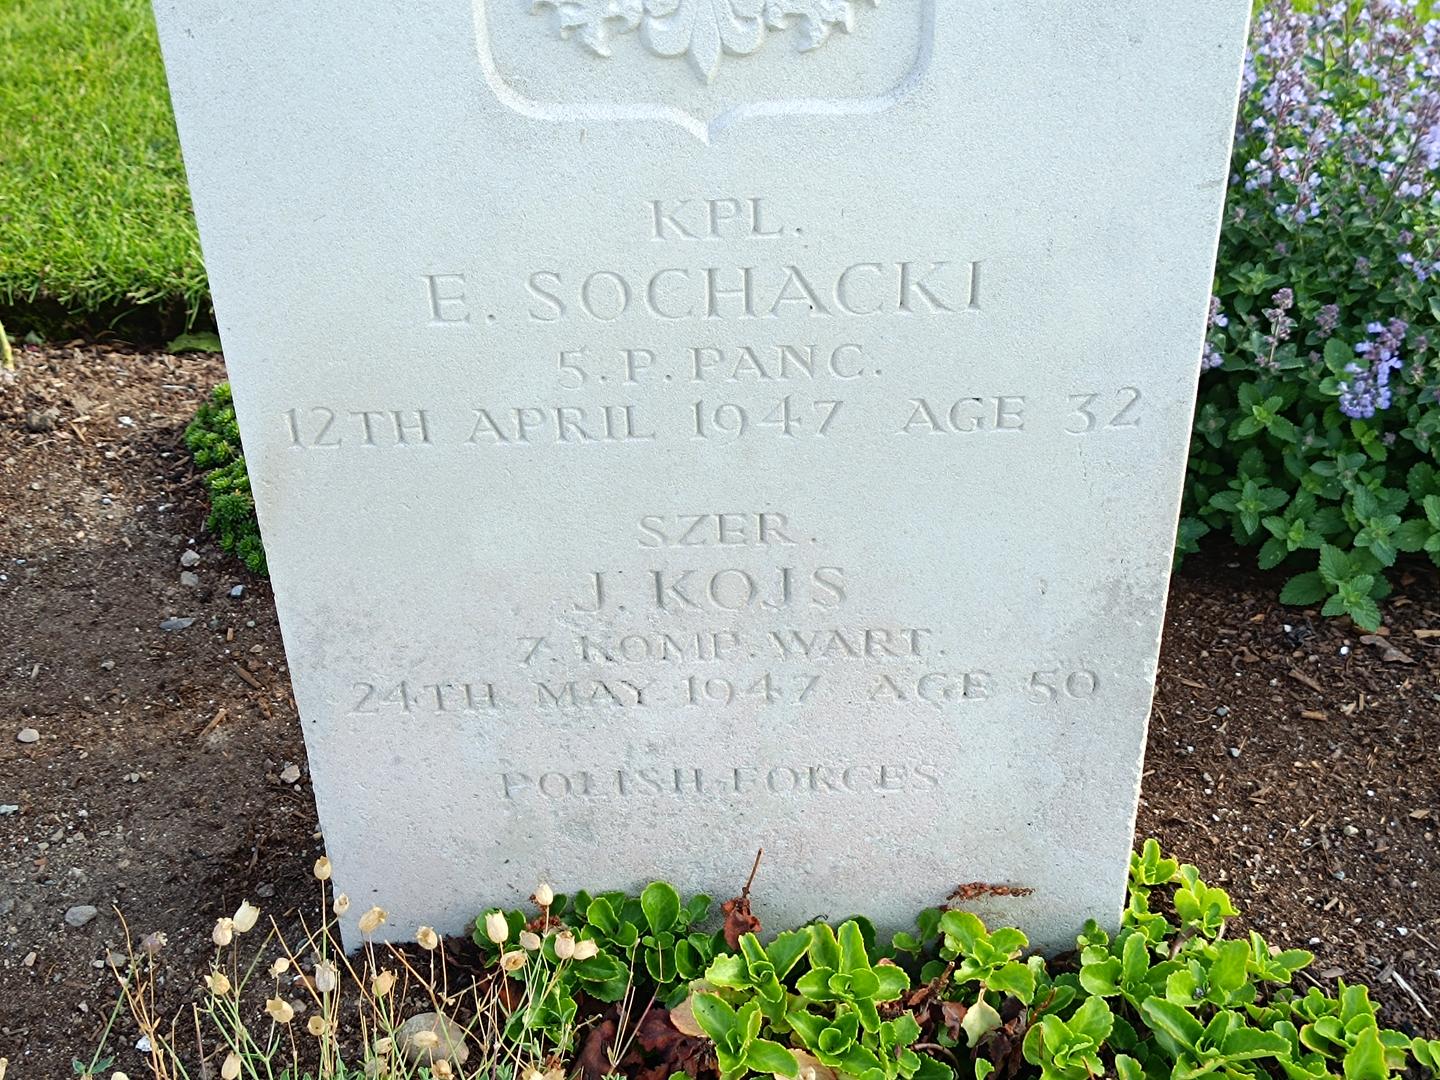 KPL.
E. SOCHACKI
5. P. PANC.
12TH APRIL 1947 AGE 32
SZER.
J. KOJS
7. KOMP. WART.
24TH MAY 1947 AGE 50
POLISH FORCES